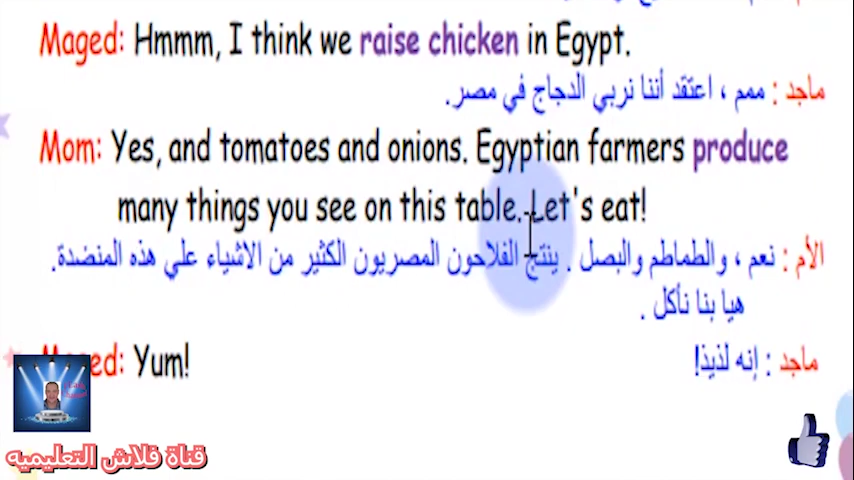 Maged: Hmmm, I think we raise chicken in Egypt.
ماجد : ممم ، اعتقد أننا نربي الدجاج في مصر.
Mom: Yes, and tomatoes and onions. Egyptian farmers produce
many things you see on this table. Let's eat!
الأم : نعم ، والطماطم والبصل . ينتج الفلاحون المصريون الكثير من الاشياء علي هذه المنضدة.
هيا بنا نأكل .
Maged: Yum!
ماجد : إنه لذيذ!
قناة قلاش التعليميه